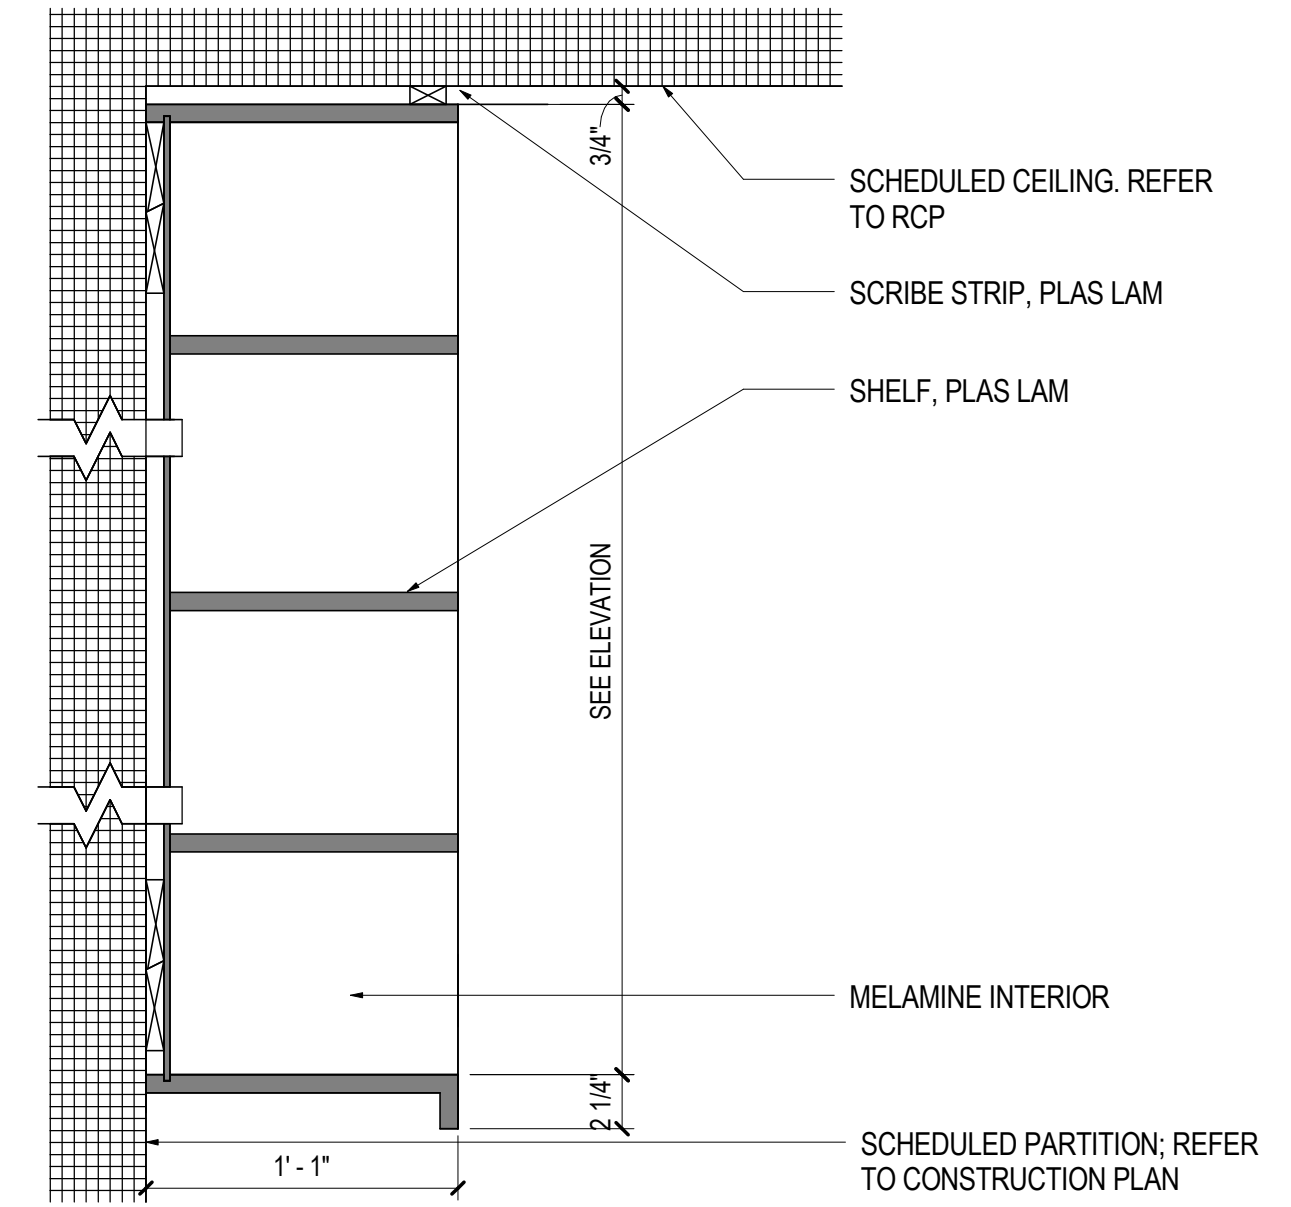 3/4"
SCHEDULED CEILING. REFER
TO RCP
SCRIBE STRIP, PLAS LAM
SHELF, PLAS LAM
SEE ELEVATION
MELAMINE INTERIOR
2 1/4"
SCHEDULED PARTITION; REFER
TO CONSTRUCTION PLAN
1' - 1"